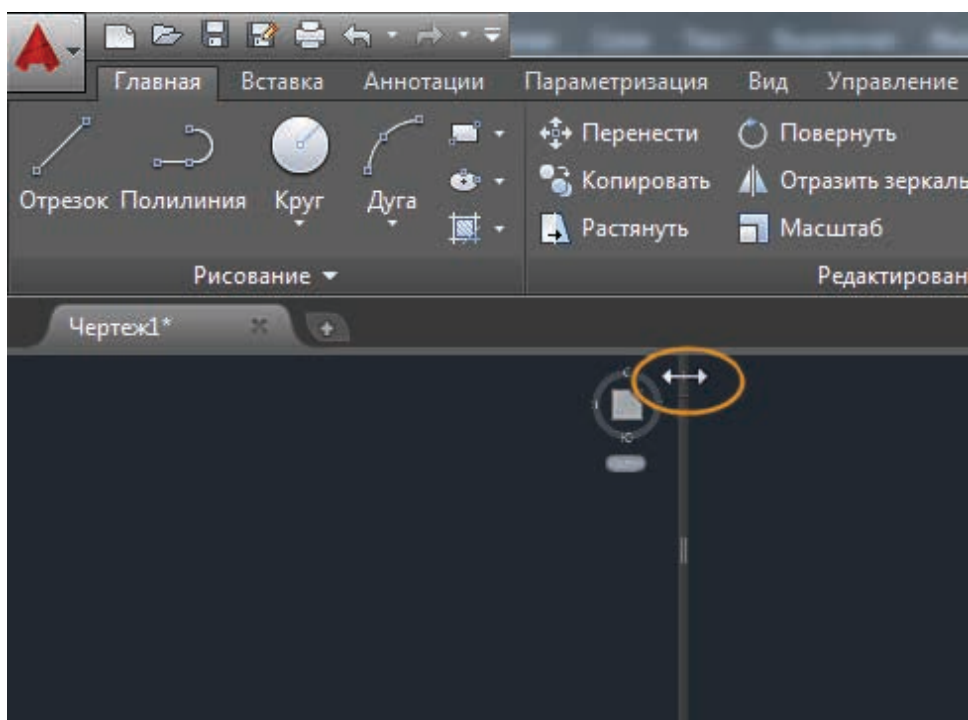 Главная Вставка Аннотации Параметризация Вид Управление
Перенести Повернуть
Копировать Отразить зеркаль
Отрезок Полилиния Круг Дуга
Растянуть Масштаб
Рисование Редактирован
Чертеж1*
Ю